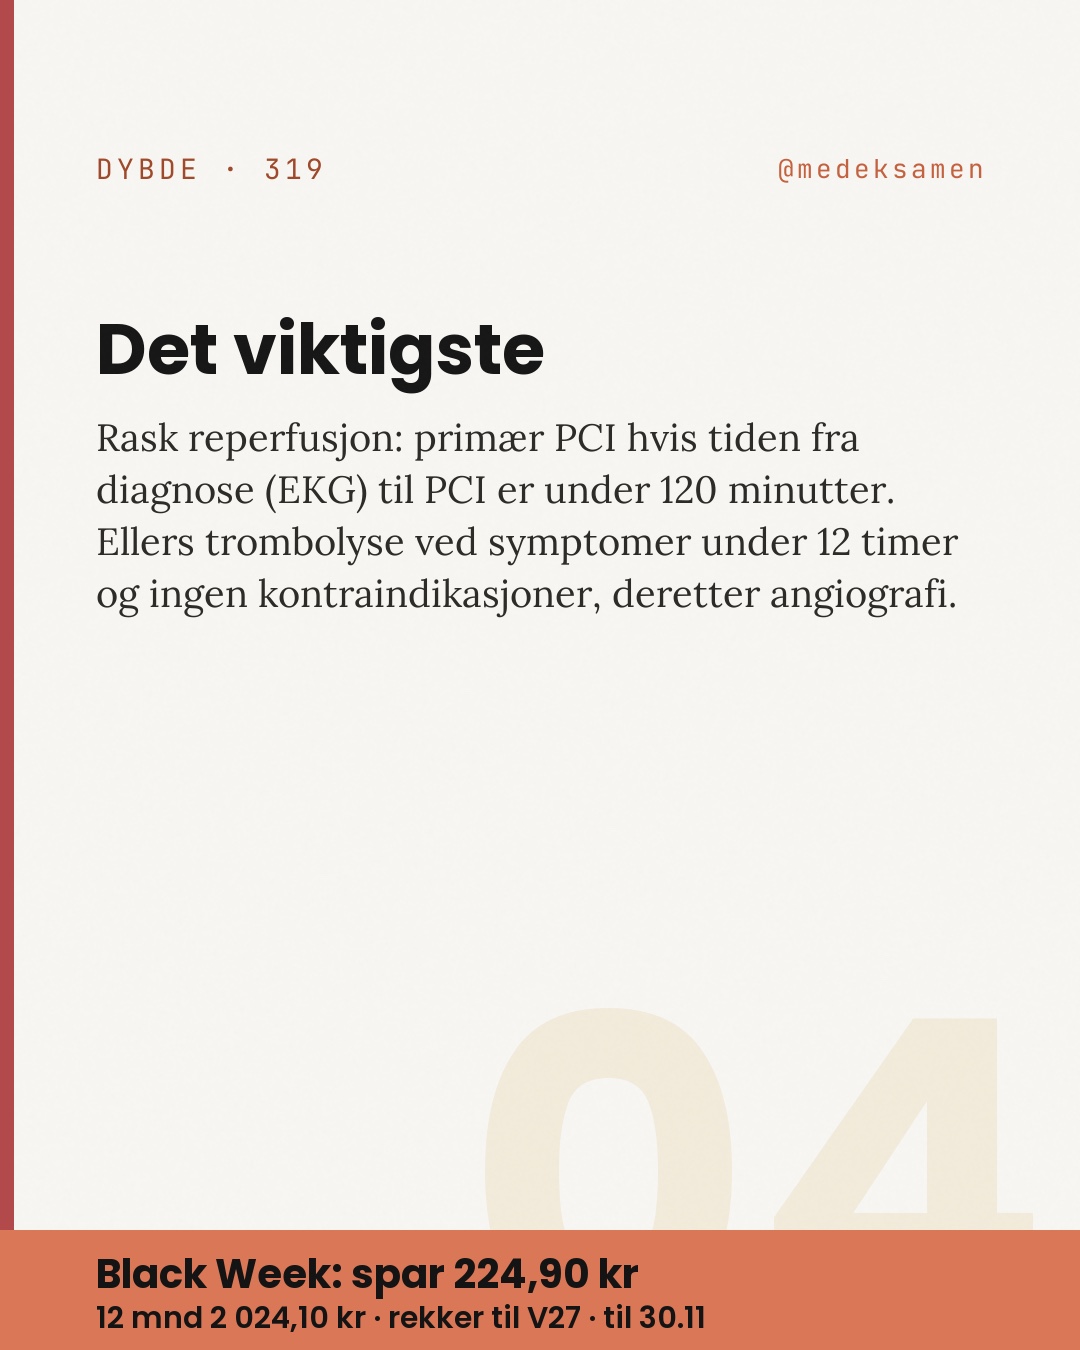 DYBDE · 319
@medeksamen
Det viktigste
Rask reperfusjon: primær PCI hvis tiden fra
diagnose (EKG) til PCI er under 120 minutter.
Ellers trombolyse ved symptomer under 12 timer
og ingen kontraindikasjoner, deretter angiografi.
04
Black Week: spar 224,90 kr
12 mnd 2 024,10 kr · rekker til V27 · til 30.11